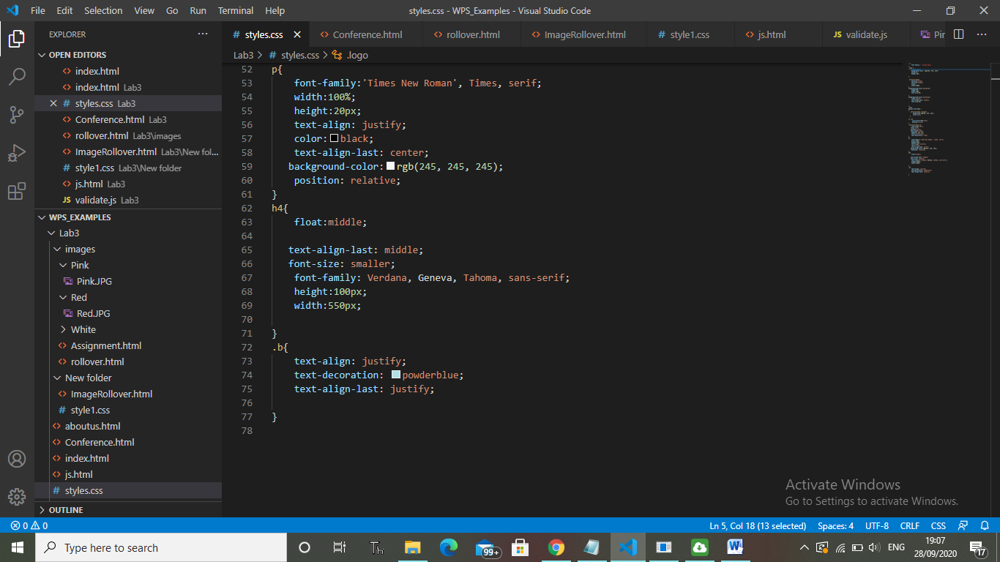 File Edit Selection View Go Run Terminal Help styles.css - WPS_Examples - Visual Studio Code
EXPLORER ...
styles.css Conference.html rollover.html ImageRollover.html # style1.css js.html JS validate.js Pir ...
Lab3 > # styles.css > .logo
OPEN EDITORS
index.html
index.html Lab3
# styles.css Lab3
Conference.html Lab3
rollover.html Lab3\images
ImageRollover.html Lab3\New fol...
# style1.css Lab3\New folder
js.html Lab3
JS validate.js Lab3
WPS_EXAMPLES
Lab3
images
Pink
Pink.JPG
Red
Red.JPG
White
Assignment.html
rollover.html
New folder
ImageRollover.html
# style1.css
aboutus.html
Conference.html
index.html
js.html
# styles.css
OUTLINE
52 p{
53 font-family:'Times New Roman', Times, serif;
54 width:100%;
55 height:20px;
56 text-align: justify;
57 color:black;
58 text-align-last: center;
59 background-color:rgb(245, 245, 245);
60 position: relative;
61 }
62 h4{
63 float:middle;
64
65 text-align-last: middle;
66 font-size: smaller;
67 font-family: Verdana, Geneva, Tahoma, sans-serif;
68 height:100px;
69 width:550px;
70
71 }
72 .b{
73 text-align: justify;
74 text-decoration: powderblue;
75 text-align-last: justify;
76
77 }
78
Activate Windows
Go to Settings to activate Windows.
0 0 Ln 5, Col 18 (13 selected) Spaces: 4 UTF-8 CRLF CSS
Type here to search 99+ ENG 19:07
28/09/2020 17